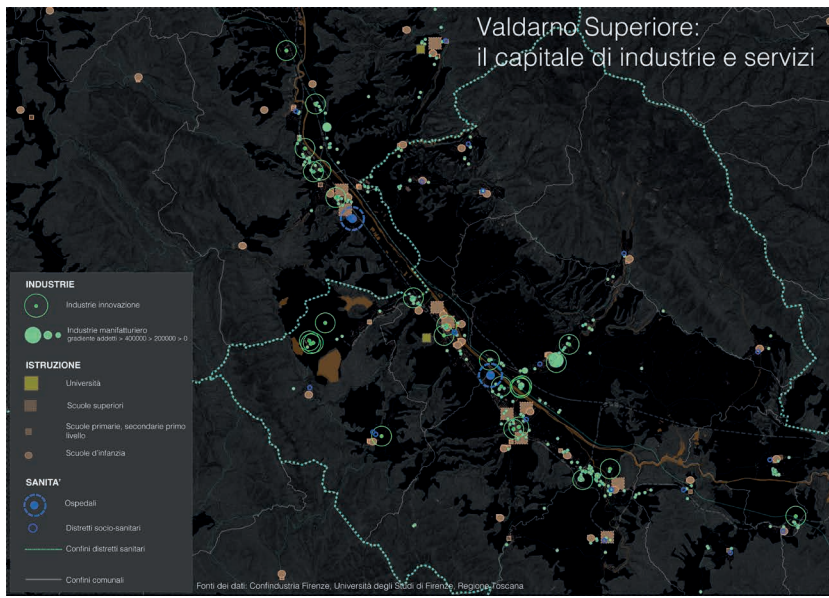 Valdarno Superiore:
il capitale di industrie e servizi
INDUSTRIE
Industrie innovazione
Industrie manifatturiero
gradiente addetti > 400000 > 200000 > 0
ISTRUZIONE
Università
Scuole superiori
Scuole primarie, secondarie primo
livello
Scuole d'infanzia
SANITA'
Ospedali
Distretti socio-sanitari
Confini distretti sanitari
Confini comunali
Fonti dei dati: Confindustria Firenze, Università degli Studi di Firenze, Regione Toscana